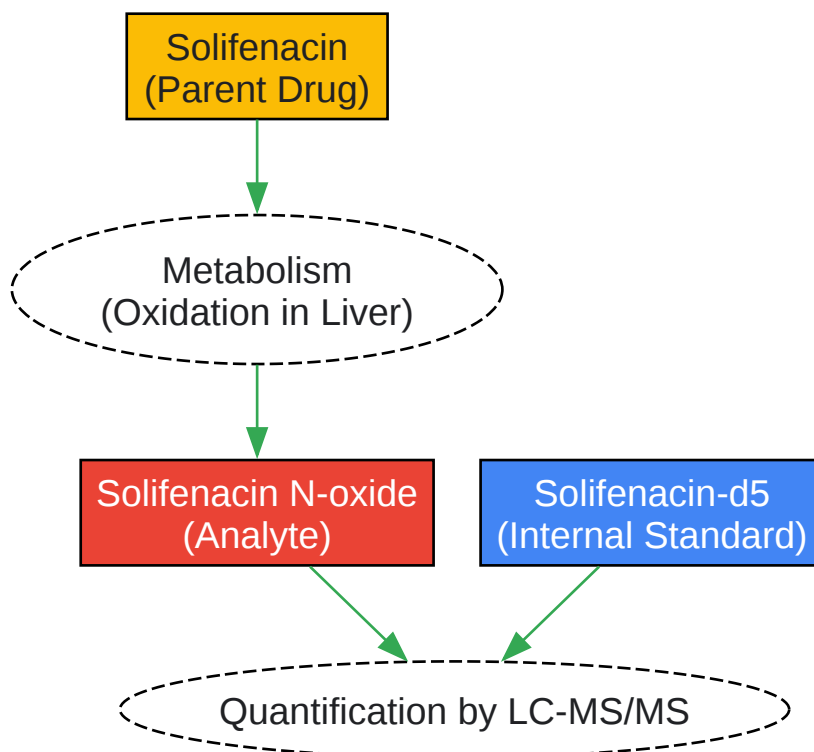 Solifenacin
(Parent Drug)
Metabolism
(Oxidation in Liver)
Solifenacin N-oxide
(Analyte)
Solifenacin-d5
(Internal Standard)
Quantification by LC-MS/MS